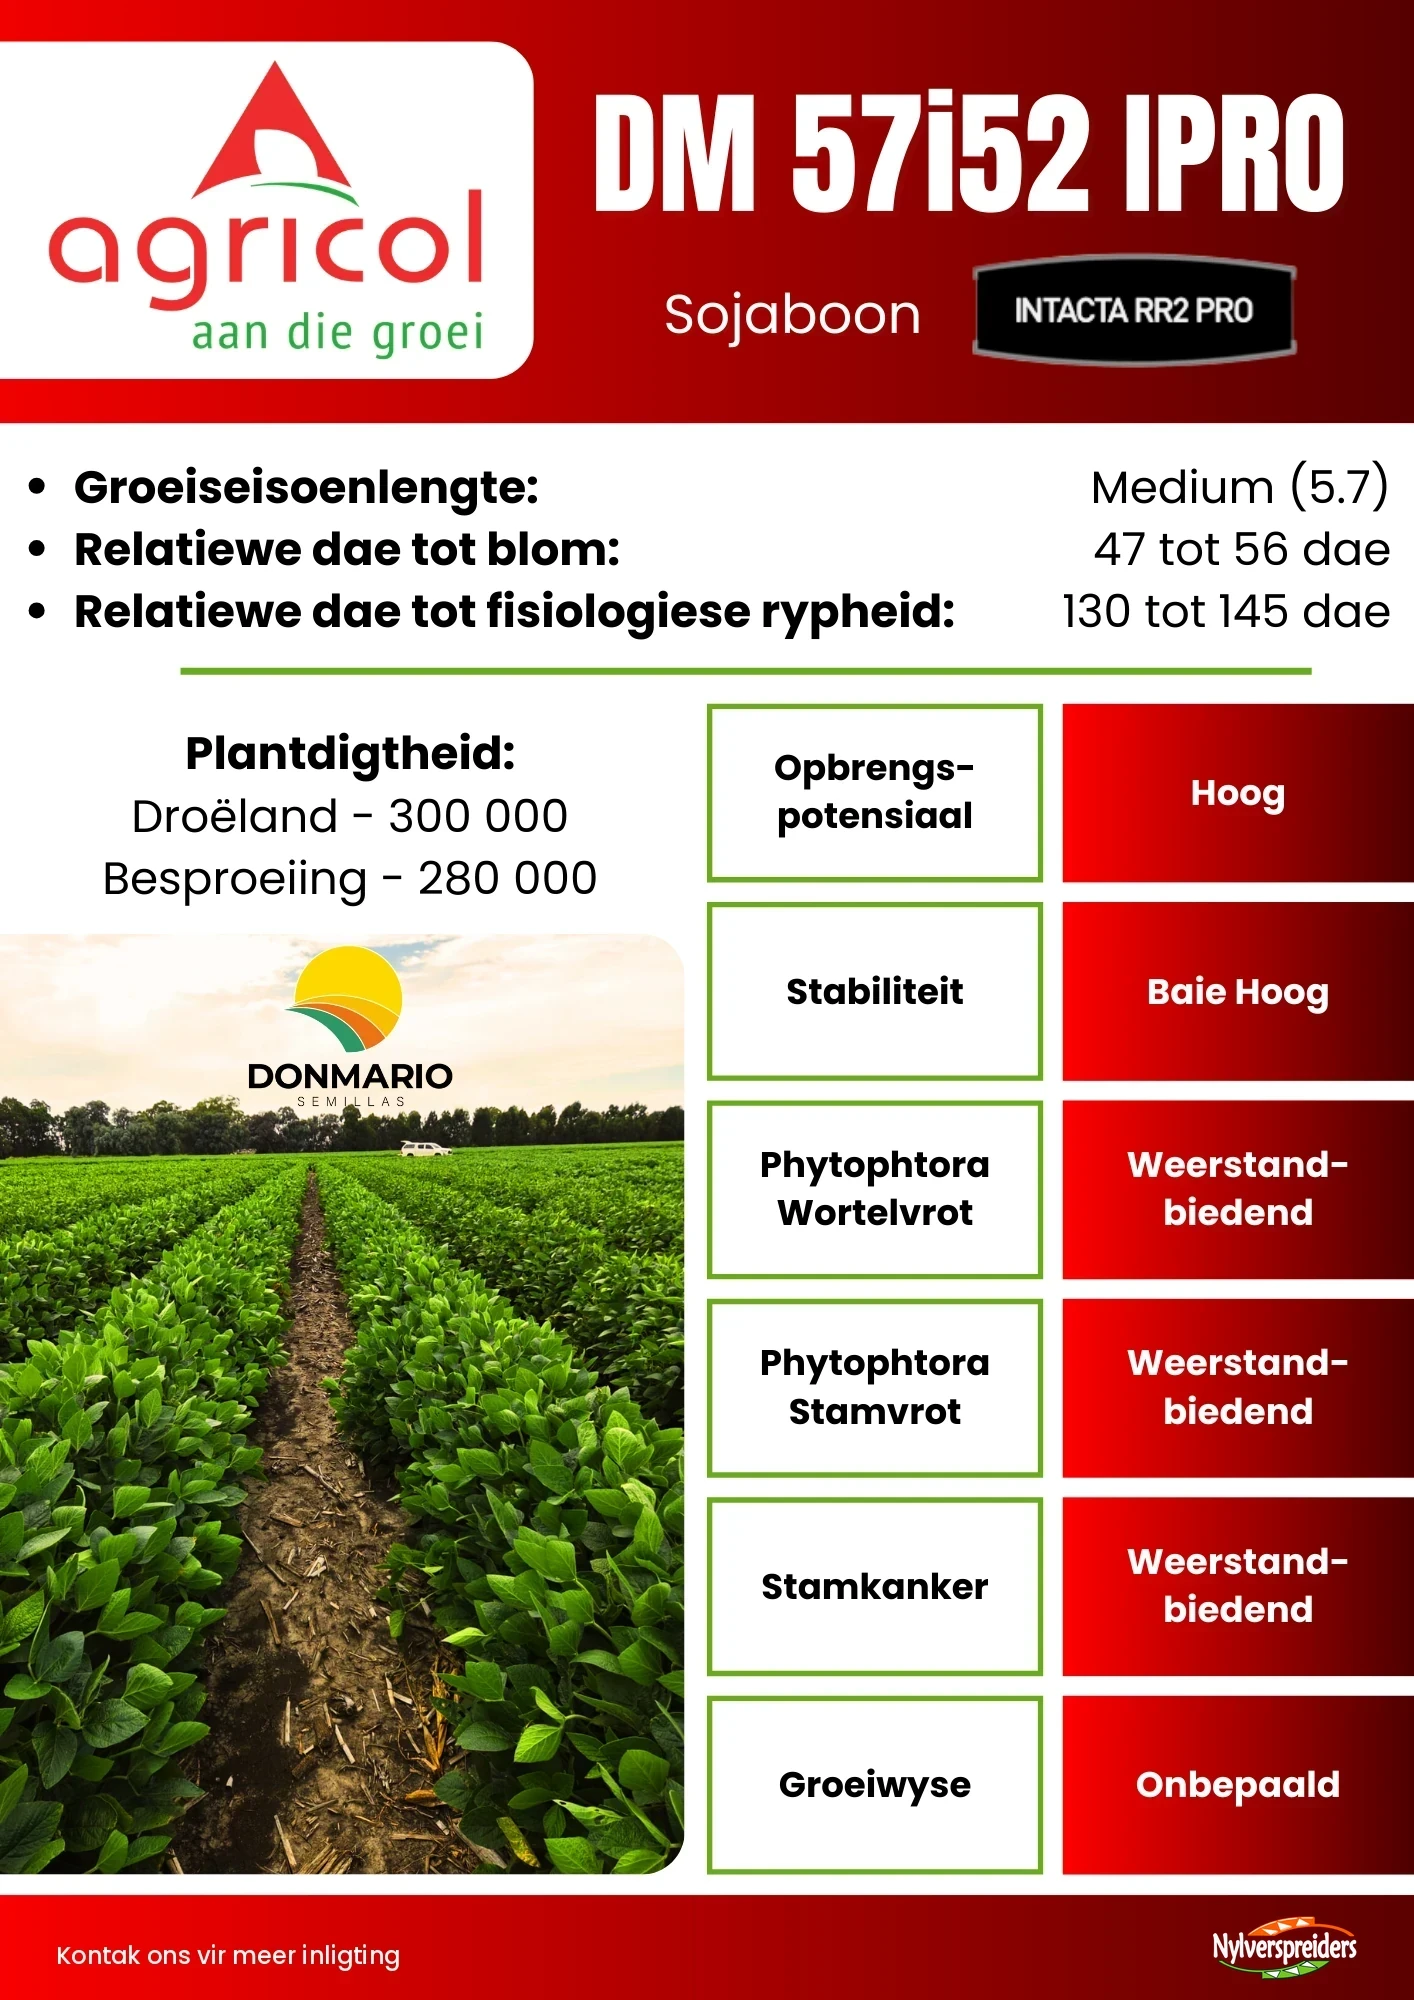 agricol
aan die groei
DM 57i52 IPRO
Sojaboon
INTACTA RR2 PRO
• Groeiseisoenlengte: Medium (5.7)
• Relatiewe dae tot blom: 47 tot 56 dae
• Relatiewe dae tot fisiologiese rypheid: 130 tot 145 dae
Plantdigtheid:
Droëland - 300 000
Besproeiing - 280 000
DONMARIO
SEMILLAS
Opbrengs-
potensiaal
Hoog
Stabiliteit
Baie Hoog
Phytophtora
Wortelvrot
Weerstand-
biedend
Phytophtora
Stamvrot
Weerstand-
biedend
Stamkanker
Weerstand-
biedend
Groeiwyse
Onbepaald
Kontak ons vir meer inligting
Nylverspreiders